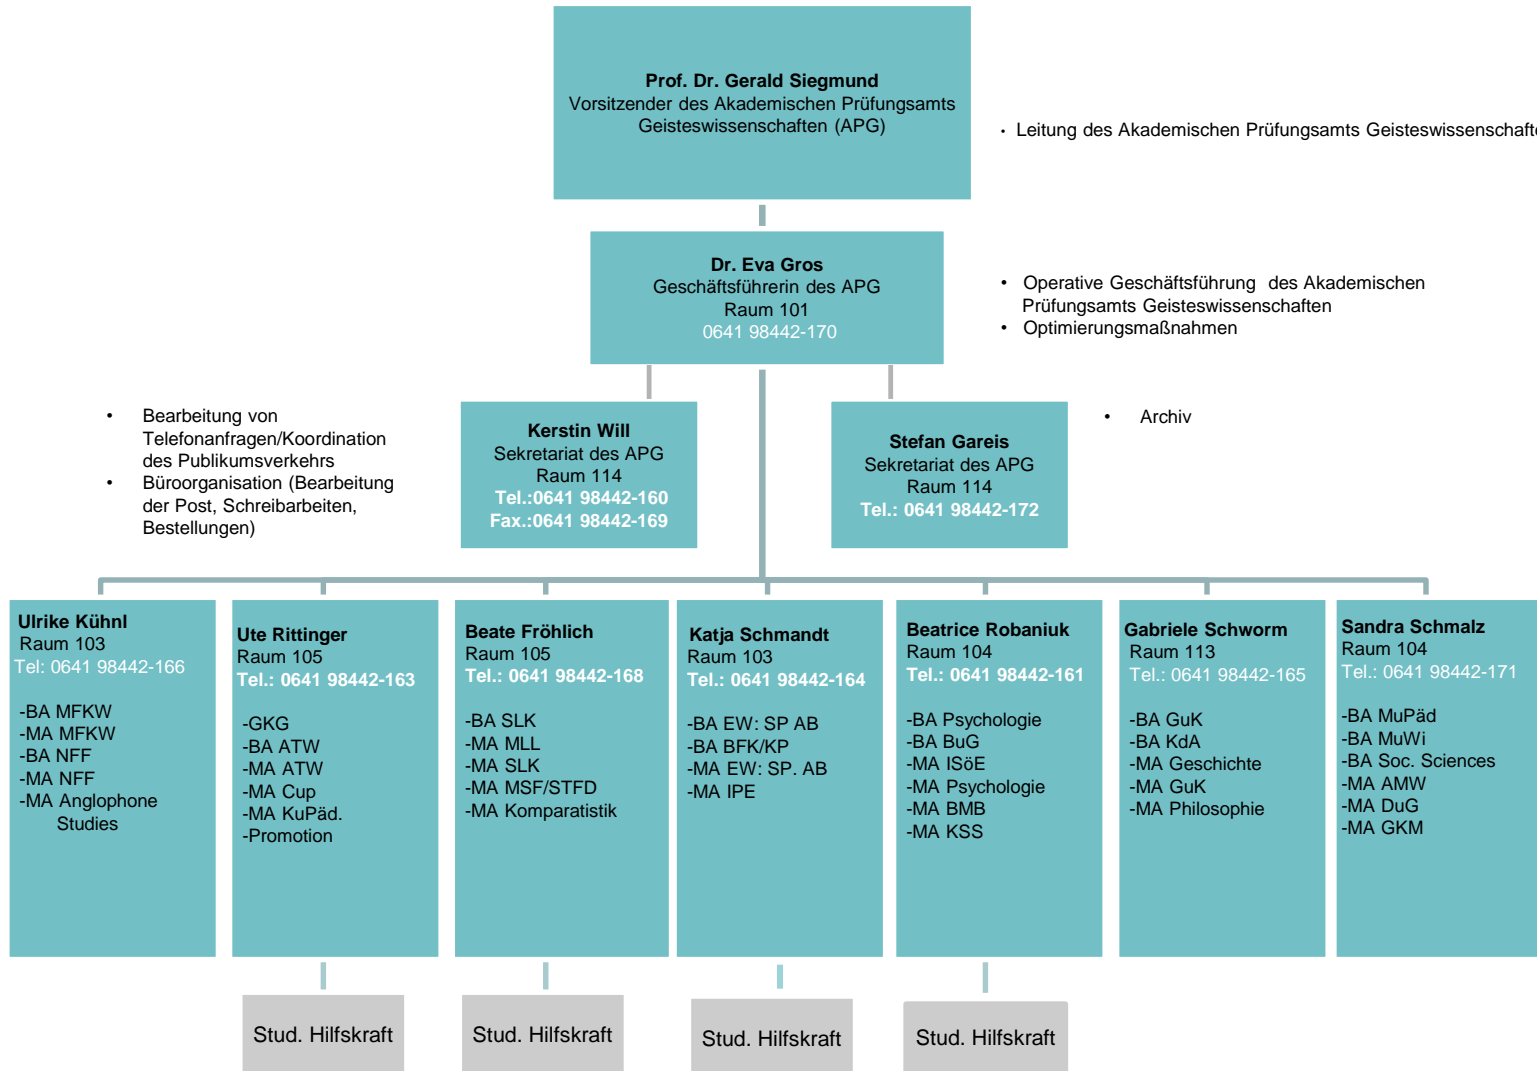 Prof. Dr. Gerald Siegmund
Vorsitzender des Akademischen Prüfungsamts
Geisteswissenschaften (APG)
• Leitung des Akademischen Prüfungsamts Geisteswissenschafte
Dr. Eva Gros
Geschäftsführerin des APG
Raum 101
0641 98442-170
• Operative Geschäftsführung des Akademischen
Prüfungsamts Geisteswissenschaften
• Optimierungsmaßnahmen
• Bearbeitung von
Telefonanfragen/Koordination
des Publikumsverkehrs
• Büroorganisation (Bearbeitung
der Post, Schreibarbeiten,
Bestellungen)
Kerstin Will
Sekretariat des APG
Raum 114
Tel.:0641 98442-160
Fax.:0641 98442-169
Stefan Gareis
Sekretariat des APG
Raum 114
Tel.: 0641 98442-172
• Archiv
Ulrike Kühnl
Raum 103
Tel: 0641 98442-166
-BA MFKW
-MA MFKW
-BA NFF
-MA NFF
-MA Anglophone
Studies
Ute Rittinger
Raum 105
Tel.: 0641 98442-163
-GKG
-BA ATW
-MA ATW
-MA Cup
-MA KuPäd.
-Promotion
Beate Fröhlich
Raum 105
Tel.: 0641 98442-168
-BA SLK
-MA MLL
-MA SLK
-MA MSF/STFD
-MA Komparatistik
Katja Schmandt
Raum 103
Tel.: 0641 98442-164
-BA EW: SP AB
-BA BFK/KP
-MA EW: SP. AB
-MA IPE
Beatrice Robaniuk
Raum 104
Tel.: 0641 98442-161
-BA Psychologie
-BA BuG
-MA ISöE
-MA Psychologie
-MA BMB
-MA KSS
Gabriele Schworm
Raum 113
Tel.: 0641 98442-165
-BA GuK
-BA KdA
-MA Geschichte
-MA GuK
-MA Philosophie
Sandra Schmalz
Raum 104
Tel.: 0641 98442-171
-BA MuPäd
-BA MuWi
-BA Soc. Sciences
-MA AMW
-MA DuG
-MA GKM
Stud. Hilfskraft
Stud. Hilfskraft
Stud. Hilfskraft
Stud. Hilfskraft